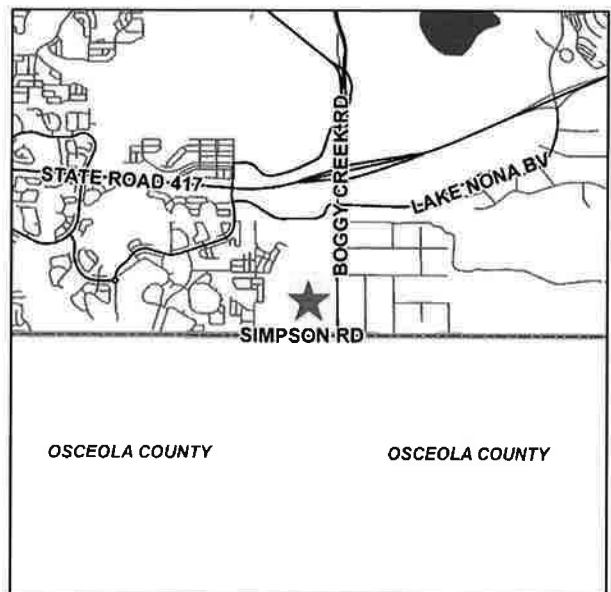 STATE ROAD 417
BOGGY CREEK RD
LAKE NONA BV
SIMPSON RD
OSCEOLA COUNTY
OSCEOLA COUNTY